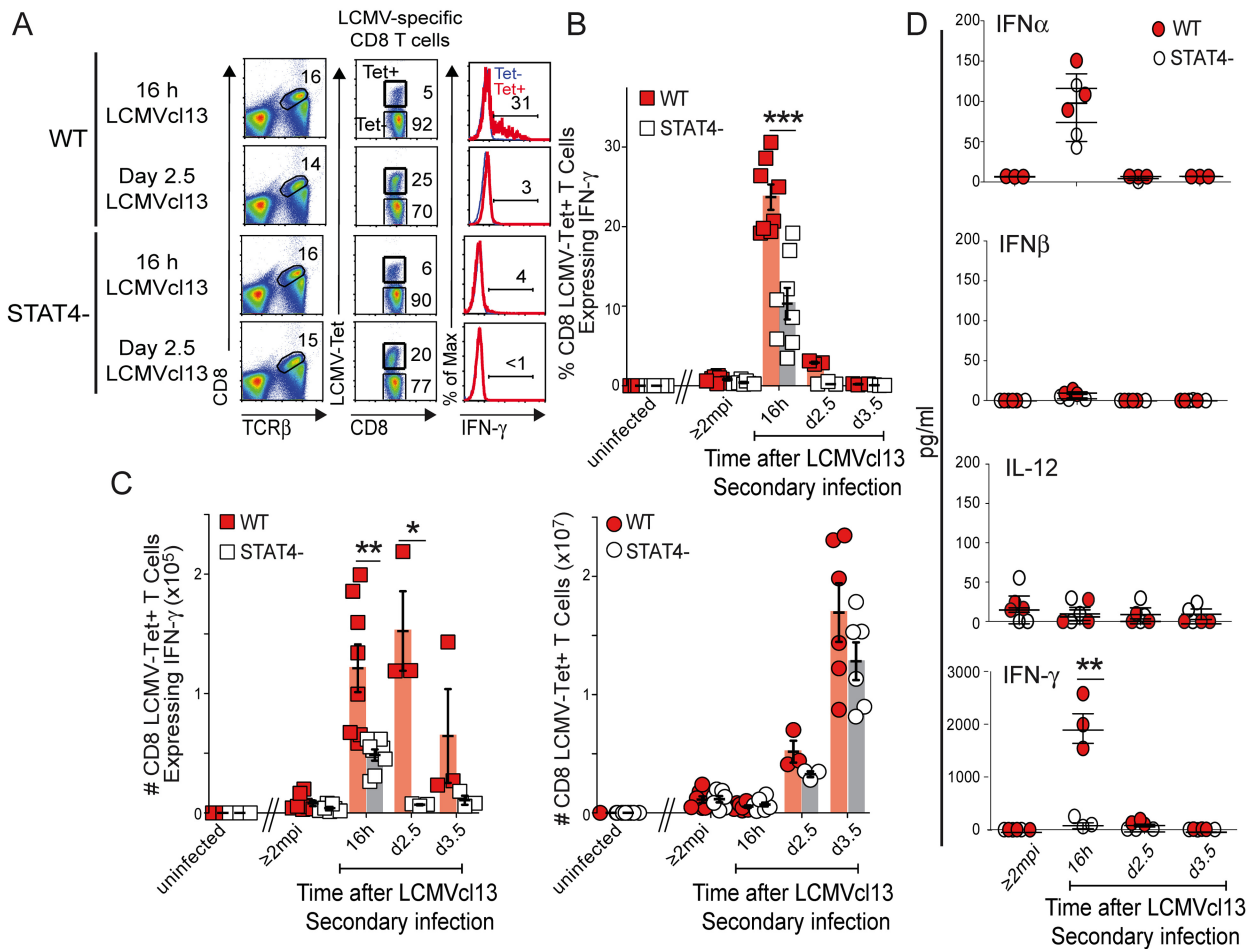 A
LCMV-specific
CD8 T cells
WT
16 h
LCMVcl13
Day 2.5
LCMVcl13
STAT4-
16 h
LCMVcl13
Day 2.5
LCMVcl13
16
14
16
15
CD8
TCRβ
Tet+
5
Tet-
92
25
70
6
90
20
77
LCMV-Tet
CD8
Tet-
Tet+
31
3
4
<1
% of Max
IFN-γ
B
% CD8 LCMV-Tet+ T Cells
Expressing IFN-γ
WT
STAT4-
***
30
20
10
0
uninfected
≥2mpi
16h
d2.5
d3.5
Time after LCMVcl13
Secondary infection
C
# CD8 LCMV-Tet+ T Cells
Expressing IFN-γ (x10⁵)
WT
STAT4-
**
*
2
1
0
uninfected
≥2mpi
16h
d2.5
d3.5
Time after LCMVcl13
Secondary infection
# CD8 LCMV-Tet+ T Cells (x10⁷)
WT
STAT4-
2
1
0
uninfected
≥2mpi
16h
d2.5
d3.5
Time after LCMVcl13
Secondary infection
D
pg/ml
IFNα
WT
STAT4-
200
150
100
50
0
IFNβ
200
150
100
50
0
IL-12
200
150
100
50
0
IFN-γ
**
3000
2000
1000
0
≥2mpi
16h
d2.5
d3.5
Time after LCMVcl13
Secondary infection